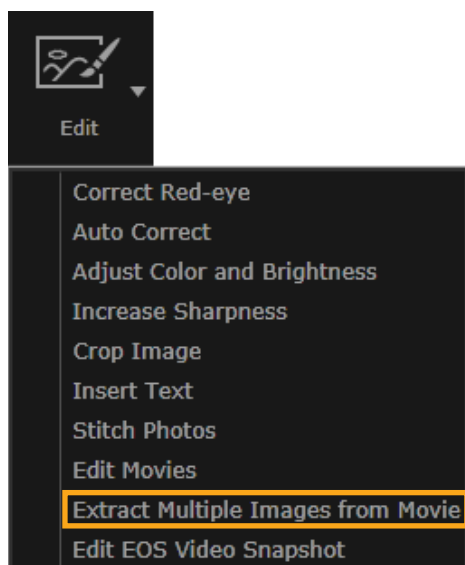 Edit
Correct Red-eye
Auto Correct
Adjust Color and Brightness
Increase Sharpness
Crop Image
Insert Text
Stitch Photos
Edit Movies
Extract Multiple Images from Movie
Edit EOS Video Snapshot